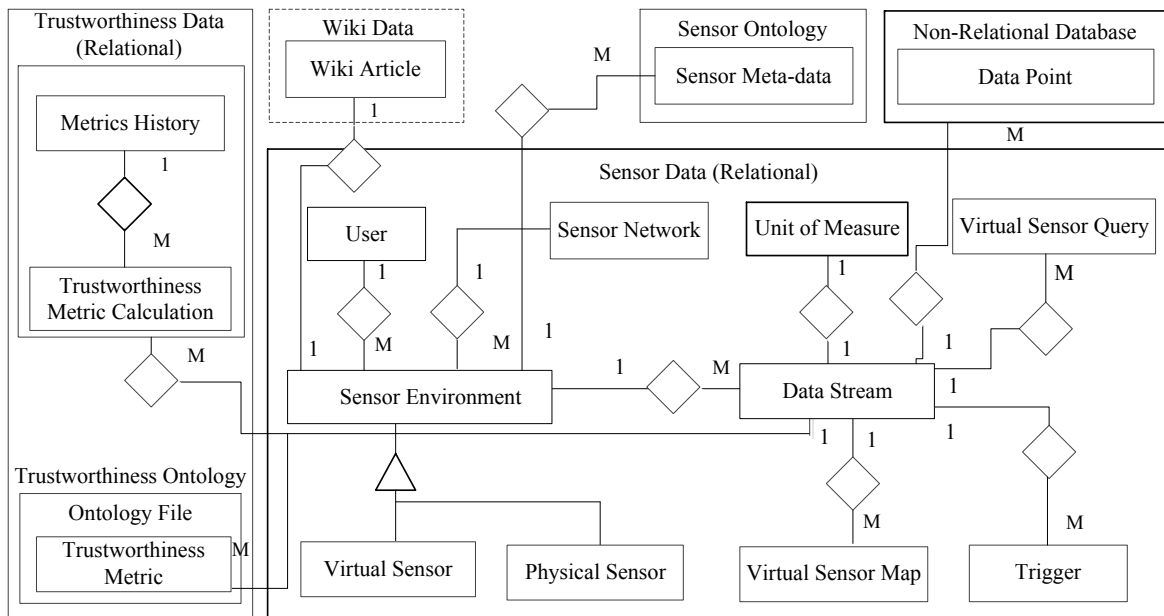 Trustworthiness Data
(Relational)
Metrics History
1
M
Trustworthiness
Metric Calculation
M
Trustworthiness Ontology
Ontology File
Trustworthiness
Metric
M
Wiki Data
Wiki Article
1
1
Sensor Ontology
Sensor Meta-data
M
1
Non-Relational Database
Data Point
M
1
Sensor Data (Relational)
User
1
M
Sensor Network
1
M
Unit of Measure
1
1
Virtual Sensor Query
M
1
Sensor Environment
1
M
Data Stream
1
1
1
Virtual Sensor
Physical Sensor
M
Virtual Sensor Map
M
Trigger